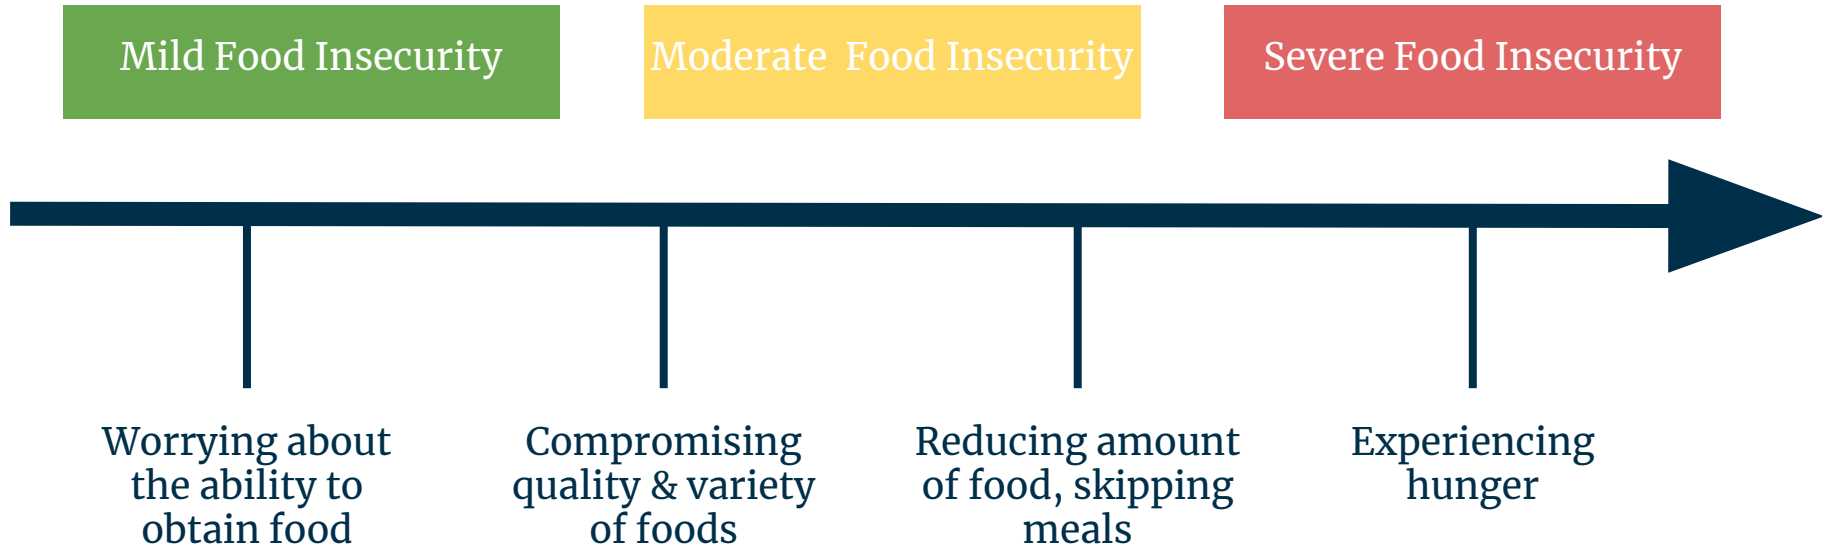 Mild Food Insecurity
Moderate  Food Insecurity
Severe Food Insecurity
Worrying about
the ability to
obtain food
Compromising
quality & variety
of foods
Reducing amount
of food, skipping
meals
Experiencing
hunger